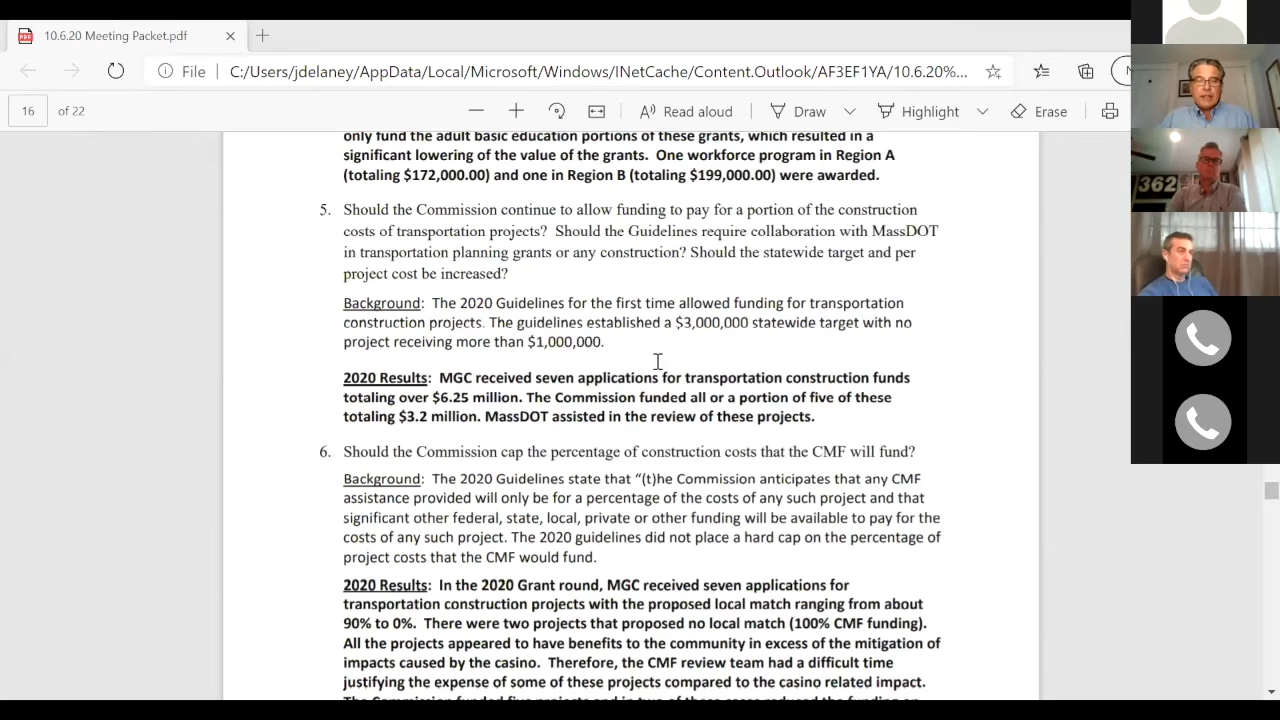 10.6.20 Meeting Packet.pdf
File C:/Users/jdelaney/AppData/Local/Microsoft/Windows/INetCache/Content.Outlook/AF3EF1YA/10.6.20%...
16 of 22 Read aloud Draw Highlight Erase
only fund the adult basic education portions of these grants, which resulted in a
significant lowering of the value of the grants. One workforce program in Region A
(totaling $172,000.00) and one in Region B (totaling $199,000.00) were awarded.
5. Should the Commission continue to allow funding to pay for a portion of the construction
costs of transportation projects? Should the Guidelines require collaboration with MassDOT
in transportation planning grants or any construction? Should the statewide target and per
project cost be increased?
Background: The 2020 Guidelines for the first time allowed funding for transportation
construction projects. The guidelines established a $3,000,000 statewide target with no
project receiving more than $1,000,000.
2020 Results: MGC received seven applications for transportation construction funds
totaling over $6.25 million. The Commission funded all or a portion of five of these
totaling $3.2 million. MassDOT assisted in the review of these projects.
6. Should the Commission cap the percentage of construction costs that the CMF will fund?
Background: The 2020 Guidelines state that “(t)he Commission anticipates that any CMF
assistance provided will only be for a percentage of the costs of any such project and that
significant other federal, state, local, private or other funding will be available to pay for the
costs of any such project. The 2020 guidelines did not place a hard cap on the percentage of
project costs that the CMF would fund.
2020 Results: In the 2020 Grant round, MGC received seven applications for
transportation construction projects with the proposed local match ranging from about
90% to 0%. There were two projects that proposed no local match (100% CMF funding).
All the projects appeared to have benefits to the community in excess of the mitigation of
impacts caused by the casino. Therefore, the CMF review team had a difficult time
justifying the expense of some of these projects compared to the casino related impact.
The Commission funded five projects and in two of these cases reduced the funding on
362